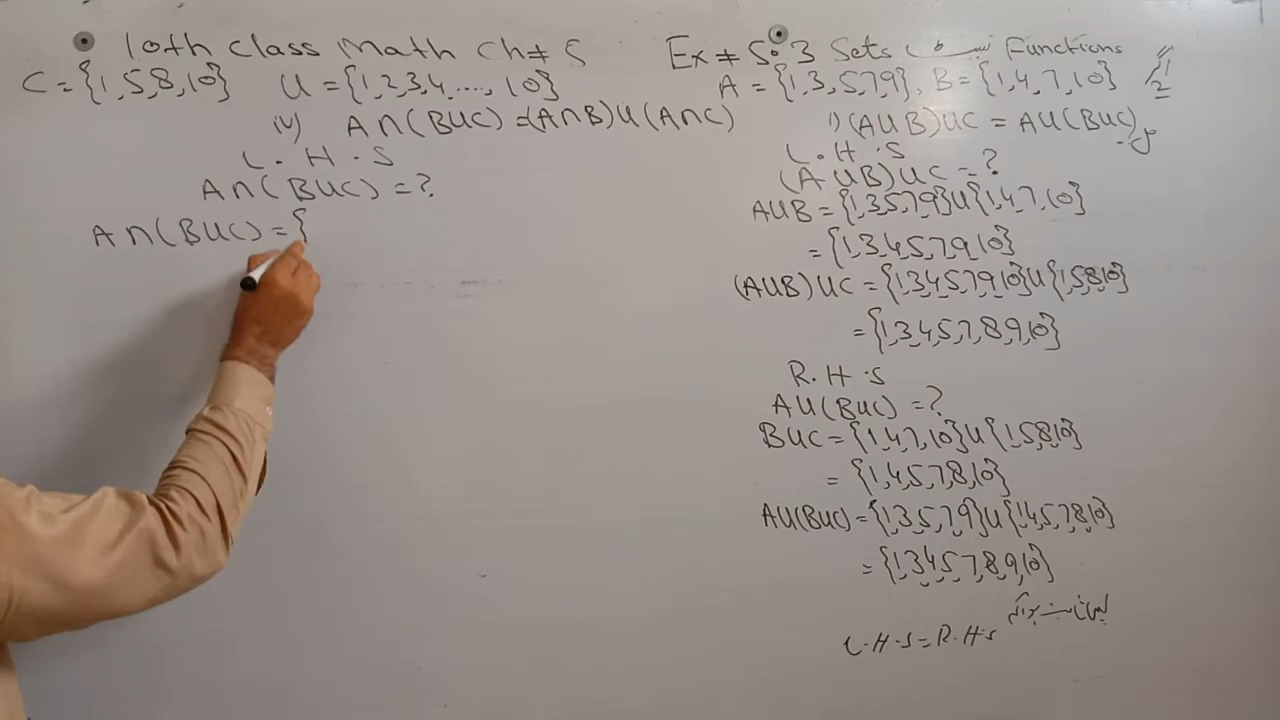 10th class Math Ch# 5 Ex # 5.3 Sets Functions
C = {1,5,8,10} U = {1,2,3,4....,10} A = {1,3,5,7,9}, B = {1,4,7,10}
iv) A∩(BUC) = (A∩B)U(A∩C)
L.H.S
A∩(BUC) = ?
A∩(BUC) = {
i) (AUB)UC = AU(BUC)
L.H.S
(AUB)UC = ?
AUB = {1,3,5,7,9}U{1,4,7,10}
= {1,3,4,5,7,9,10}
(AUB)UC = {1,3,4,5,7,9,10}U{1,5,8,10}
= {1,3,4,5,7,8,9,10}
R.H.S
AU(BUC) = ?
BUC = {1,4,7,10}U{1,5,8,10}
= {1,4,5,7,8,10}
AU(BUC) = {1,3,5,7,9}U{1,4,5,7,8,10}
= {1,3,4,5,7,8,9,10}
L.H.S = R.H.S